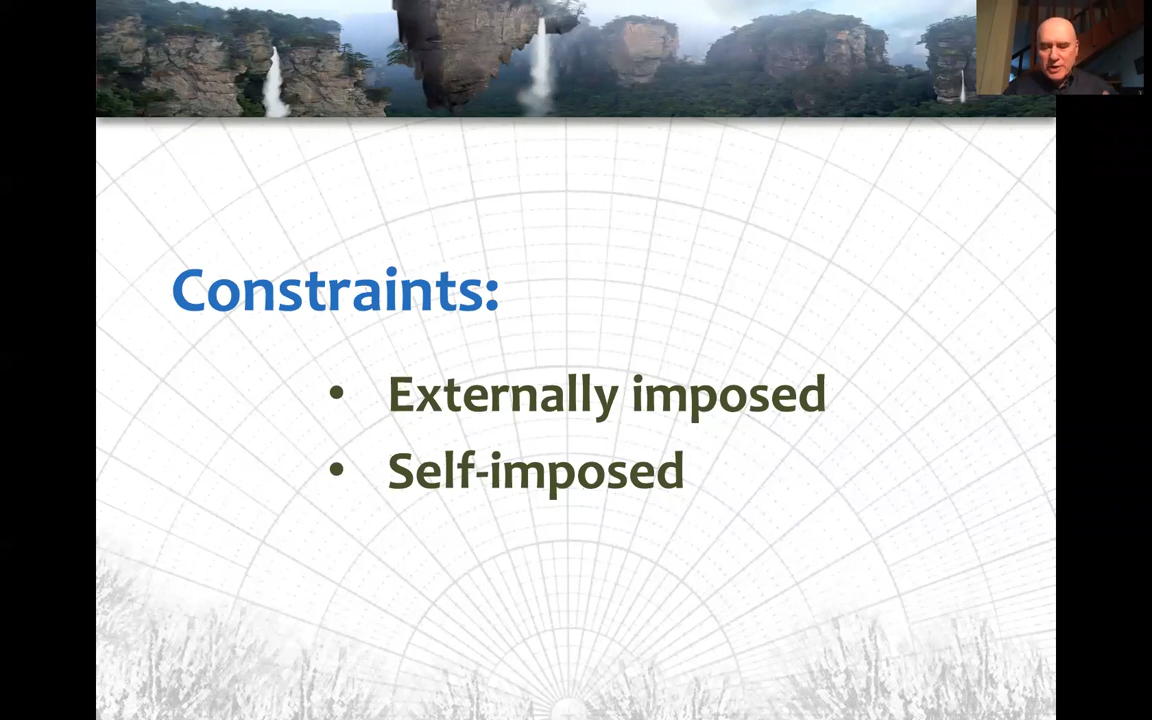 Constraints:
• Externally imposed
• Self-imposed